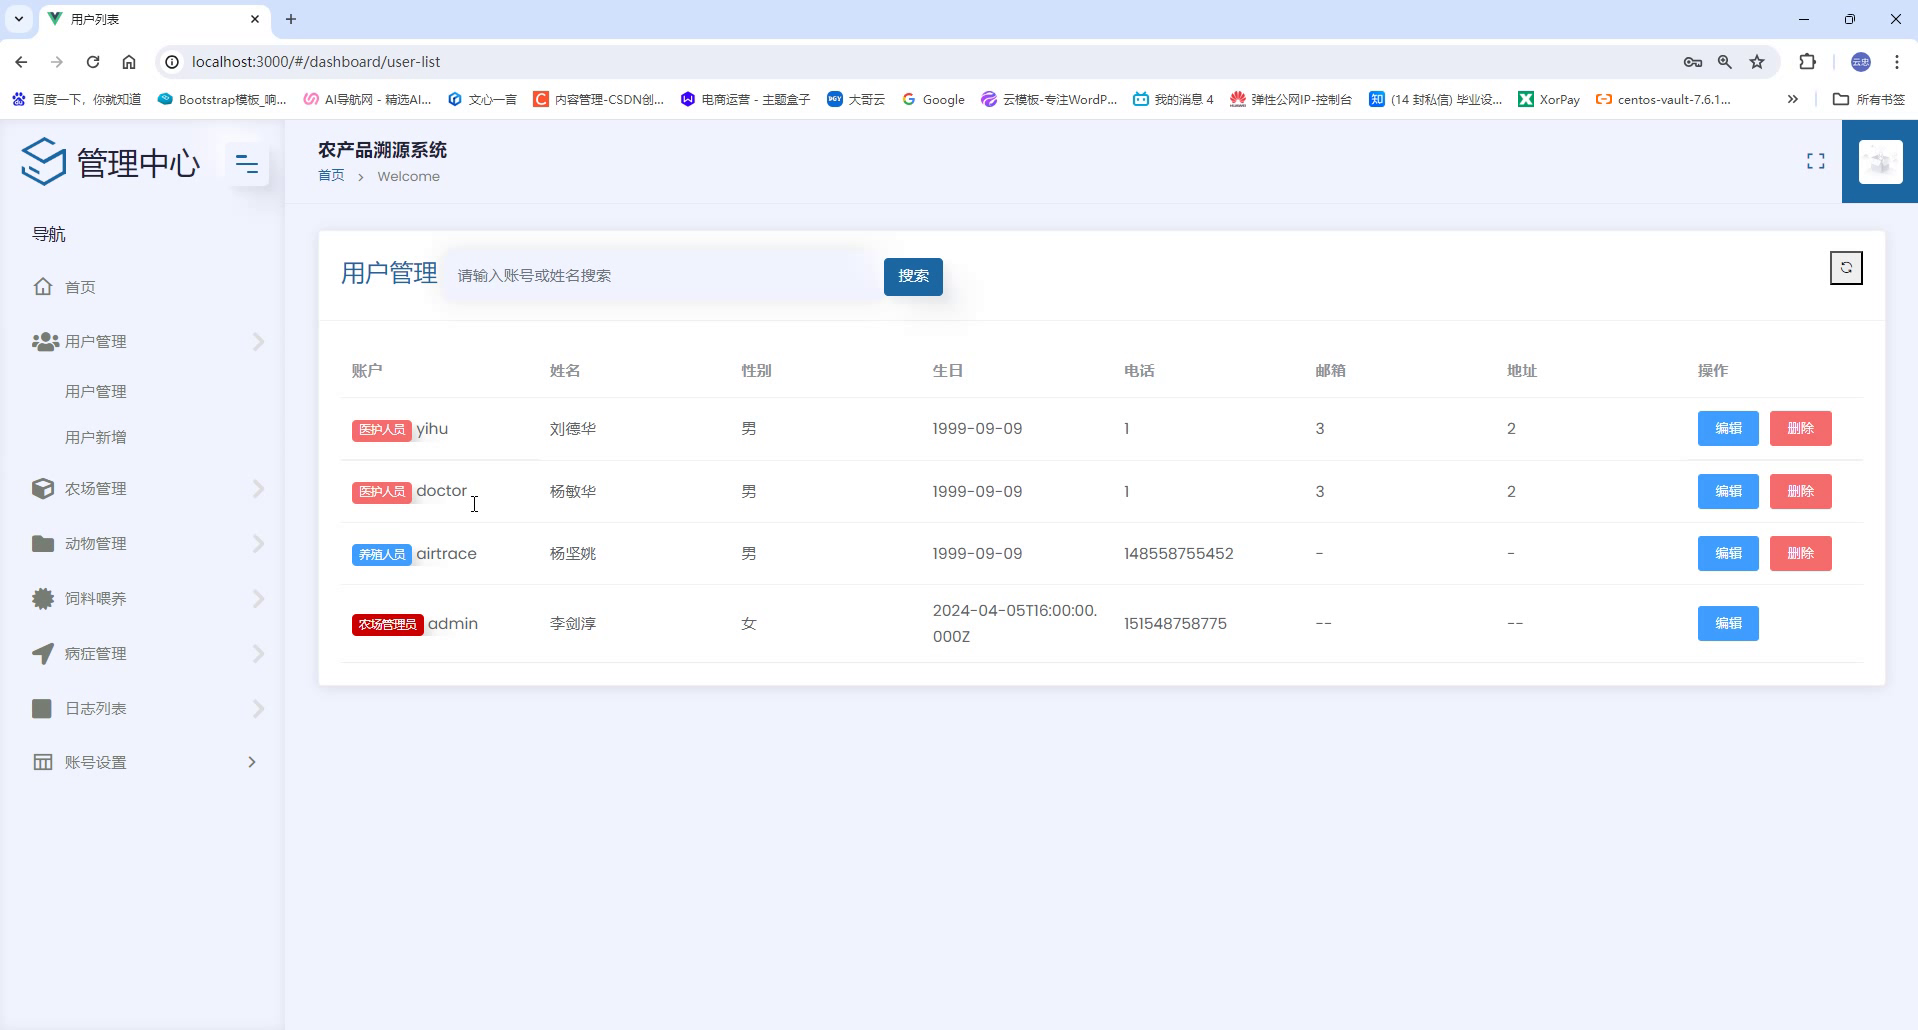 用户列表
localhost:3000/#/dashboard/user-list
云忠
百度一下，你就知道
Bootstrap模板_响...
AI导航网 - 精选AI...
文心一言
内容管理-CSDN创...
电商运营 - 主题盒子
大哥云
Google
云模板-专注WordP...
我的消息 4
弹性公网IP-控制台
(14 封私信) 毕业设...
XorPay
centos-vault-7.6.1...
所有书签
管理中心
农产品溯源系统
首页 > Welcome
导航
首页
用户管理
用户管理
用户新增
农场管理
动物管理
饲料喂养
病症管理
日志列表
账号设置
用户管理 请输入账号或姓名搜索 搜索
账户 姓名 性别 生日 电话 邮箱 地址 操作
医护人员 yihu 刘德华 男 1999-09-09 1 3 2 编辑 删除
医护人员 doctor 杨敏华 男 1999-09-09 1 3 2 编辑 删除
养殖人员 airtrace 杨坚姚 男 1999-09-09 148558755452 - - 编辑 删除
农场管理员 admin 李剑淳 女 2024-04-05T16:00:00.000Z 151548758775 -- -- 编辑